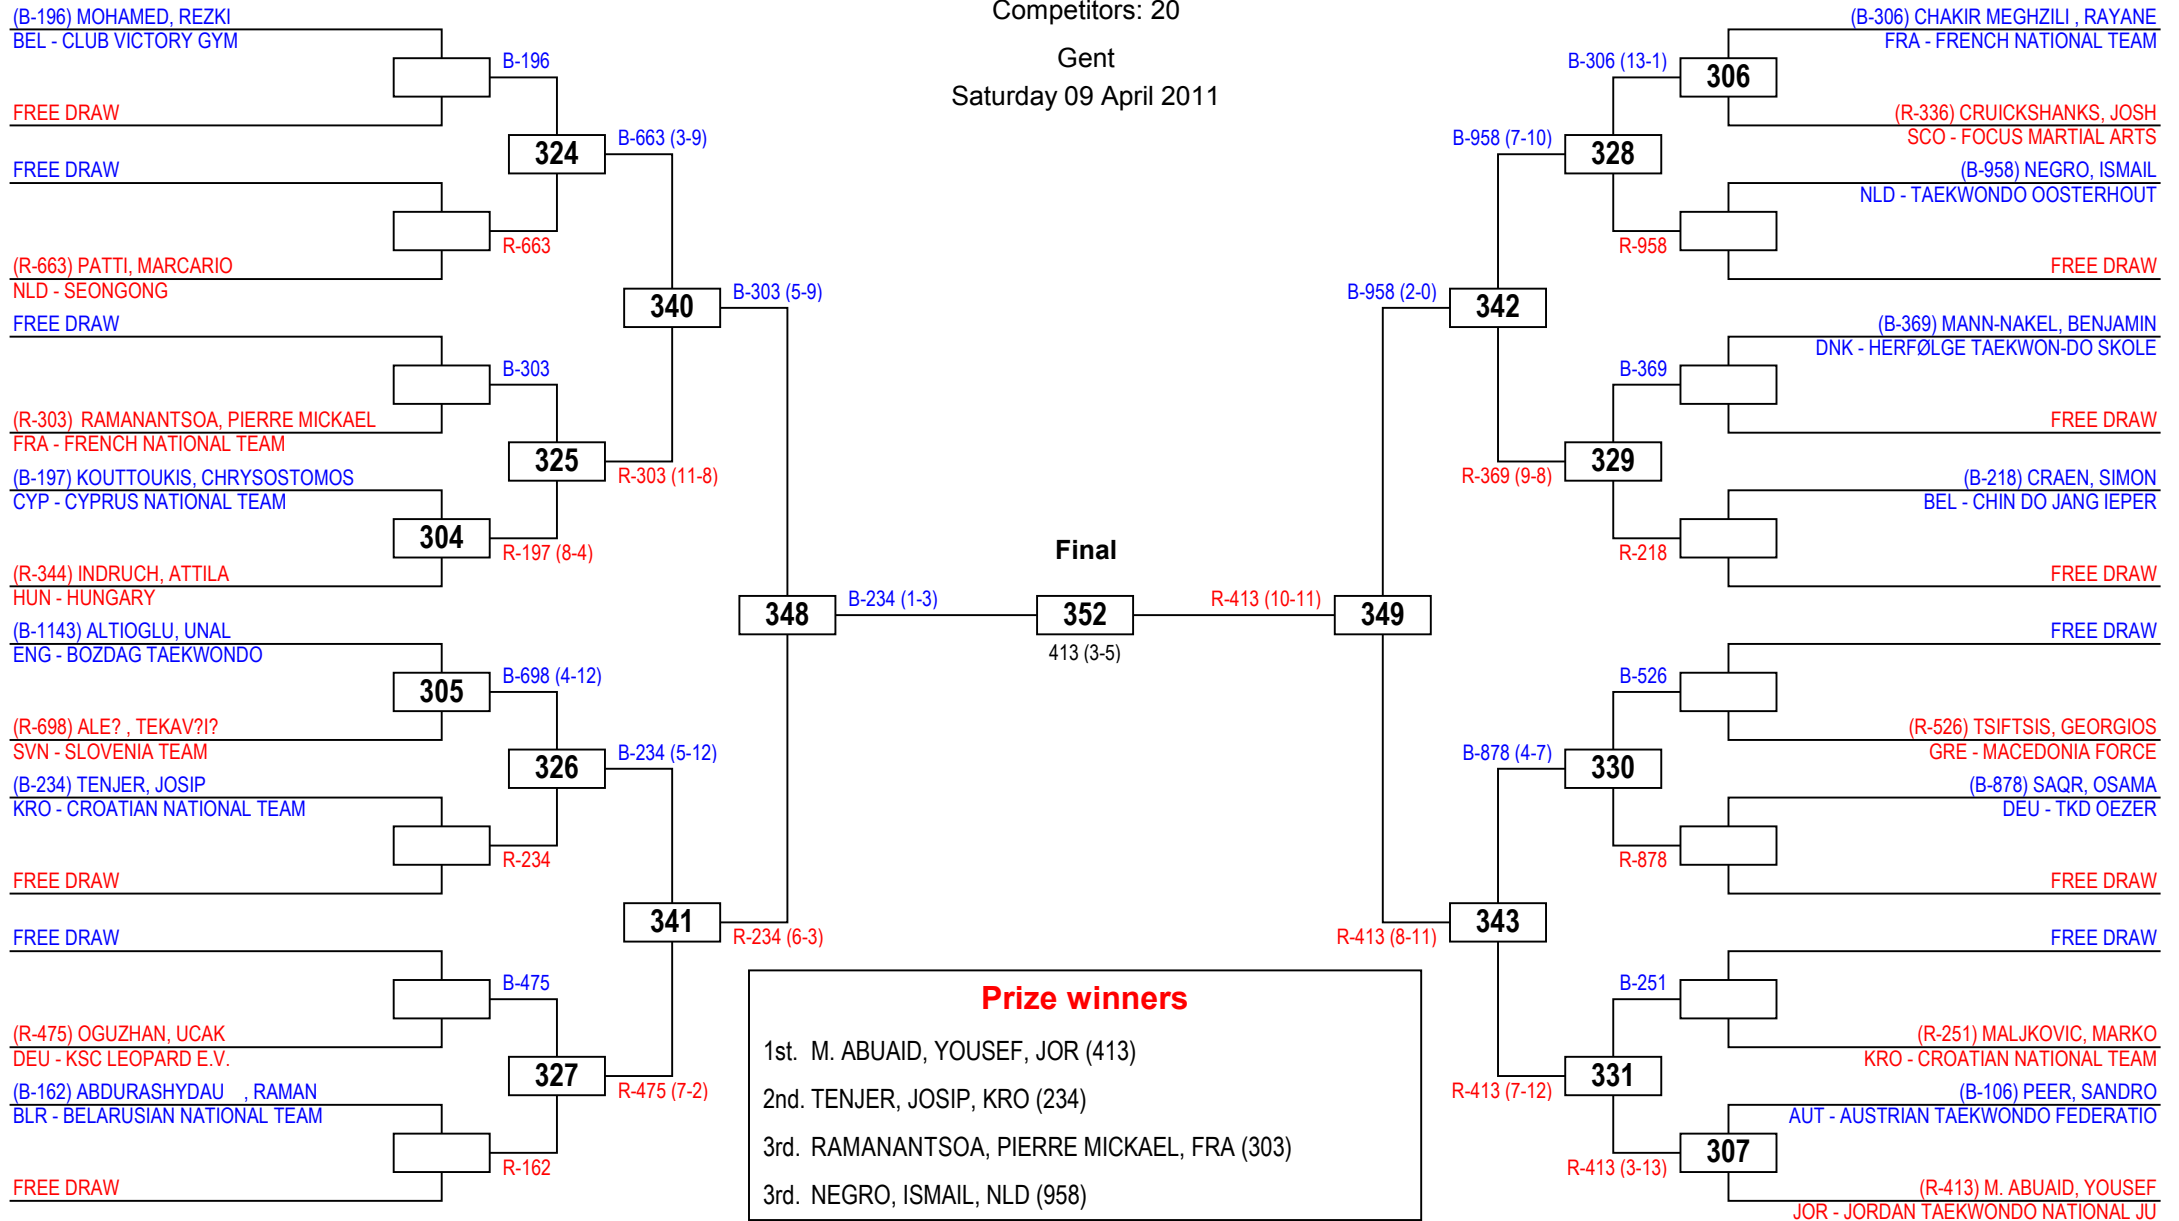 Competitors: 20
Gent
Saturday 09 April 2011
(B-196) MOHAMED, REZKI
BEL - CLUB VICTORY GYM
B-196
FREE DRAW
324
B-663 (3-9)
FREE DRAW
R-663
(R-663) PATTI, MARCARIO
NLD - SEONGONG
340
B-303 (5-9)
FREE DRAW
B-303
(R-303) RAMANANTSOA, PIERRE MICKAEL
FRA - FRENCH NATIONAL TEAM
325
R-303 (11-8)
(B-197) KOUTTOUKIS, CHRYSOSTOMOS
CYP - CYPRUS NATIONAL TEAM
304
R-197 (8-4)
(R-344) INDRUCH, ATTILA
HUN - HUNGARY
348
B-234 (1-3)
(B-1143) ALTIOGLU, UNAL
ENG - BOZDAG TAEKWONDO
305
B-698 (4-12)
(R-698) ALE? , TEKAV?I?
SVN - SLOVENIA TEAM
326
B-234 (5-12)
(B-234) TENJER, JOSIP
KRO - CROATIAN NATIONAL TEAM
R-234
FREE DRAW
341
R-234 (6-3)
FREE DRAW
B-475
(R-475) OGUZHAN, UCAK
DEU - KSC LEOPARD E.V.
327
R-475 (7-2)
(B-162) ABDURASHYDAU , RAMAN
BLR - BELARUSIAN NATIONAL TEAM
R-162
FREE DRAW
Final
352
413 (3-5)
(B-306) CHAKIR MEGHZILI , RAYANE
FRA - FRENCH NATIONAL TEAM
B-306 (13-1)
306
(R-336) CRUICKSHANKS, JOSH
SCO - FOCUS MARTIAL ARTS
B-958 (7-10)
328
(B-958) NEGRO, ISMAIL
NLD - TAEKWONDO OOSTERHOUT
R-958
FREE DRAW
B-958 (2-0)
342
(B-369) MANN-NAKEL, BENJAMIN
DNK - HERFØLGE TAEKWON-DO SKOLE
B-369
FREE DRAW
R-369 (9-8)
329
(B-218) CRAEN, SIMON
BEL - CHIN DO JANG IEPER
R-218
FREE DRAW
R-413 (10-11)
349
FREE DRAW
B-526
(R-526) TSIFTSIS, GEORGIOS
GRE - MACEDONIA FORCE
B-878 (4-7)
330
(B-878) SAQR, OSAMA
DEU - TKD OEZER
R-878
FREE DRAW
R-413 (8-11)
343
FREE DRAW
B-251
(R-251) MALJKOVIC, MARKO
KRO - CROATIAN NATIONAL TEAM
R-413 (7-12)
331
(B-106) PEER, SANDRO
AUT - AUSTRIAN TAEKWONDO FEDERATIO
R-413 (3-13)
307
(R-413) M. ABUAID, YOUSEF
JOR - JORDAN TAEKWONDO NATIONAL JU
Prize winners
1st. M. ABUAID, YOUSEF, JOR (413)
2nd. TENJER, JOSIP, KRO (234)
3rd. RAMANANTSOA, PIERRE MICKAEL, FRA (303)
3rd. NEGRO, ISMAIL, NLD (958)